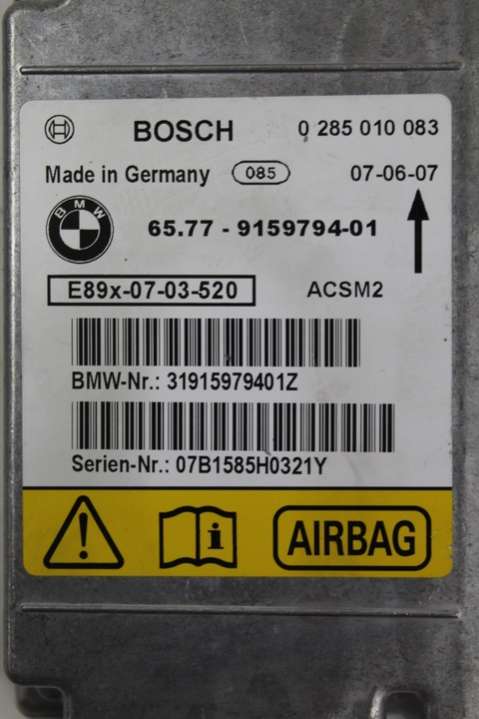 BOSCH 0 285 010 083
Made in Germany 085 07-06-07
BMW 65.77 - 9159794-01
E89x-07-03-520 ACSM2
BMW-Nr.: 31915979401Z
Serien-Nr.: 07B1585H0321Y
AIRBAG